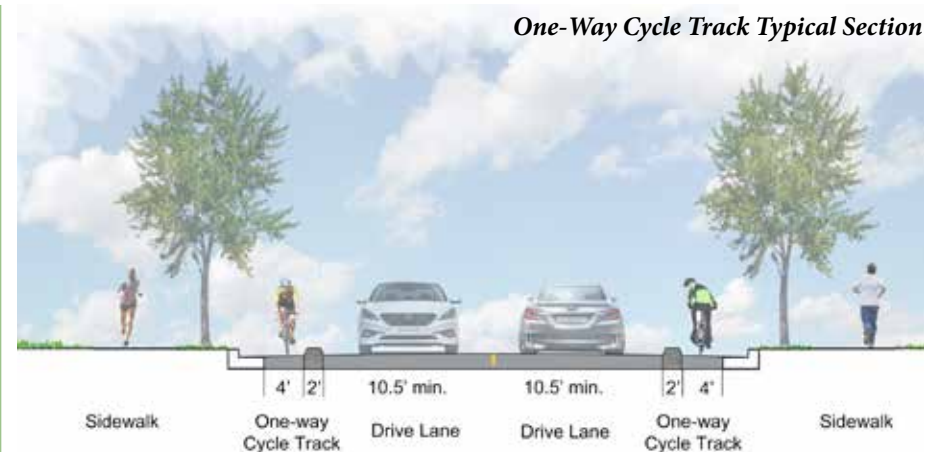 One-Way Cycle Track Typical Section
4' 2' 10.5' min. 10.5' min. 2' 4'
Sidewalk One-way Cycle Track Drive Lane Drive Lane One-way Cycle Track Sidewalk